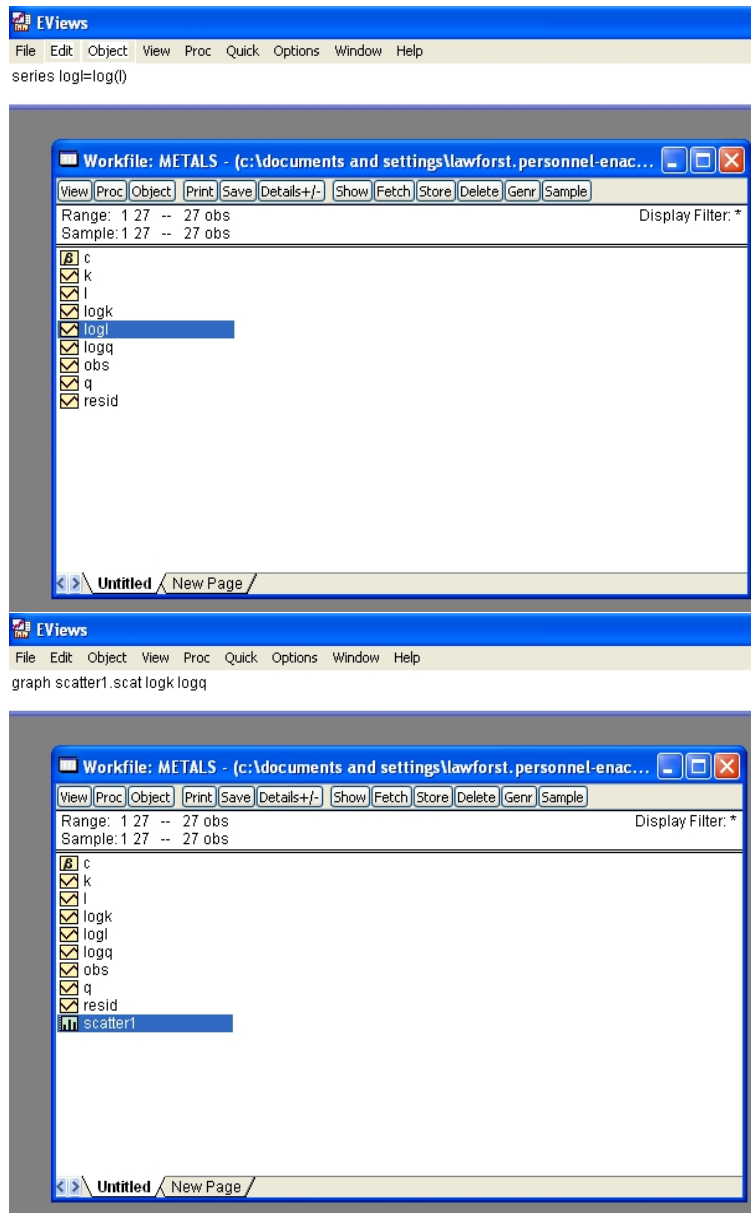 EViews
File Edit Object View Proc Quick Options Window Help
series logl=log(l)
Workfile: METALS - (c:\documents and settings\lawforst.personnel-enac...
View Proc Object Print Save Details+/- Show Fetch Store Delete Genr Sample
Range: 1 27 -- 27 obs Display Filter: *
Sample: 1 27 -- 27 obs
β c
k
l
logk
logl
logq
obs
q
resid
Untitled New Page
EViews
File Edit Object View Proc Quick Options Window Help
graph scatter1.scat logk logq
Workfile: METALS - (c:\documents and settings\lawforst.personnel-enac...
View Proc Object Print Save Details+/- Show Fetch Store Delete Genr Sample
Range: 1 27 -- 27 obs Display Filter: *
Sample: 1 27 -- 27 obs
β c
k
l
logk
logl
logq
obs
q
resid
scatter1
Untitled New Page